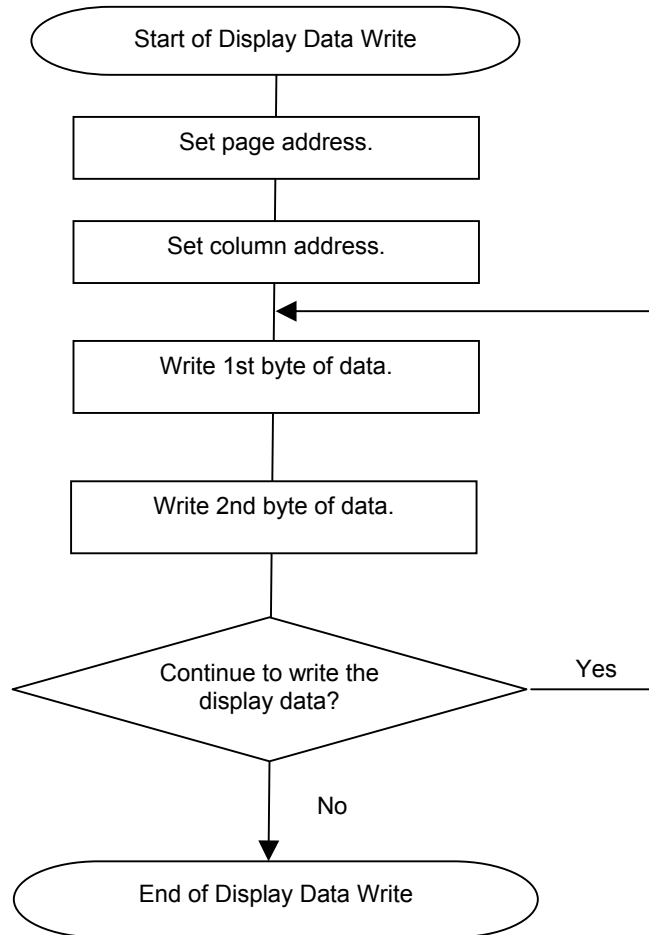 Start of Display Data Write
Set page address.
Set column address.
Write 1st byte of data.
Write 2nd byte of data.
Continue to write the
display data?
Yes
No
End of Display Data Write